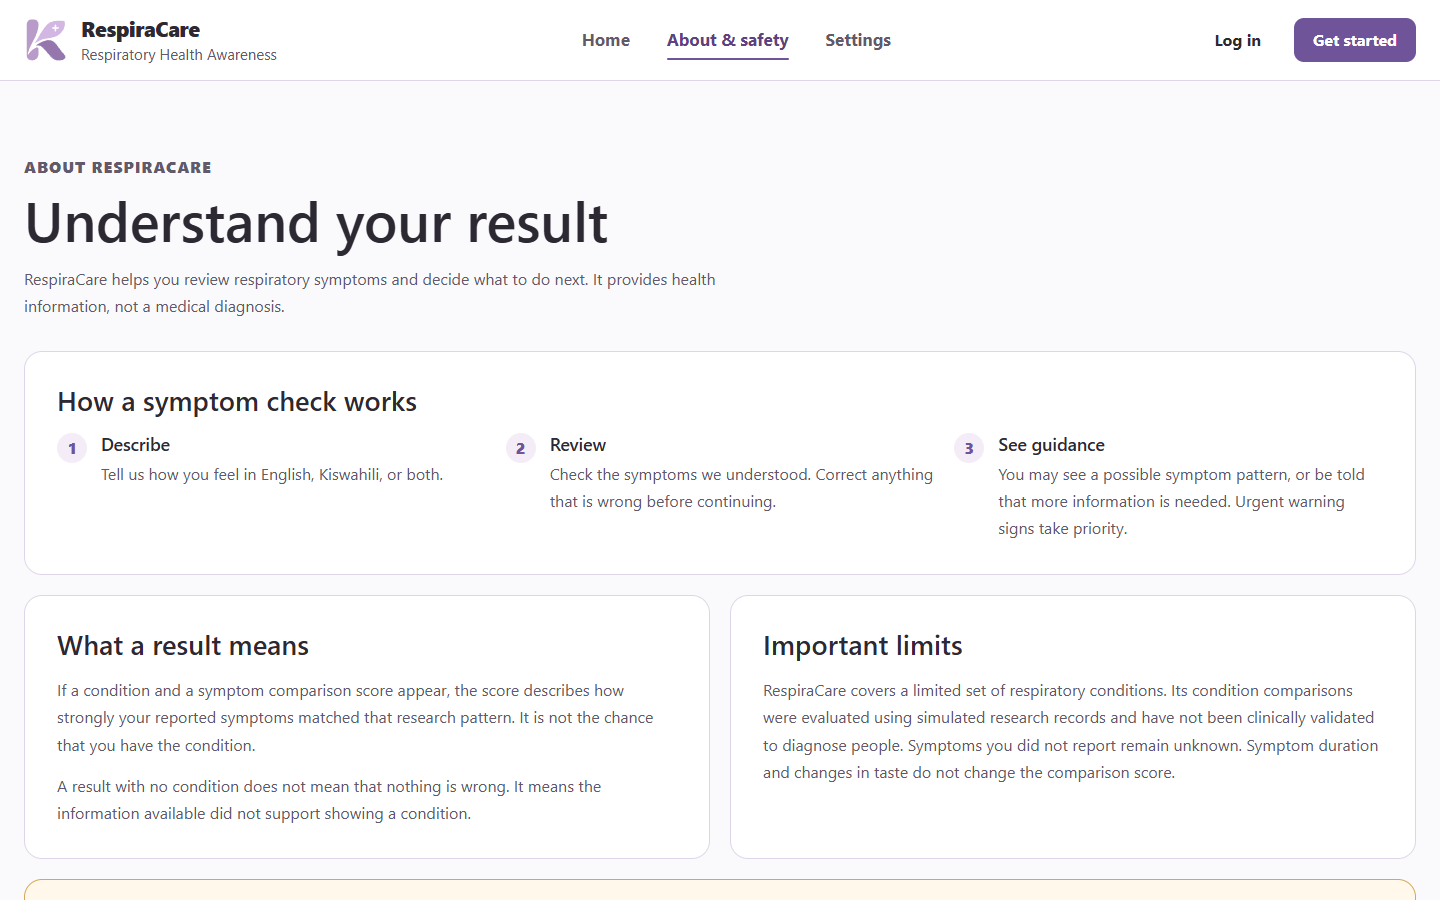 RespiraCare
Respiratory Health Awareness
Home
About & safety
Settings
Log in
Get started
ABOUT RESPIRACARE
Understand your result
RespiraCare helps you review respiratory symptoms and decide what to do next. It provides health
information, not a medical diagnosis.
How a symptom check works
1
Describe
Tell us how you feel in English, Kiswahili, or both.
2
Review
Check the symptoms we understood. Correct anything
that is wrong before continuing.
3
See guidance
You may see a possible symptom pattern, or be told
that more information is needed. Urgent warning
signs take priority.
What a result means
If a condition and a symptom comparison score appear, the score describes how
strongly your reported symptoms matched that research pattern. It is not the chance
that you have the condition.
A result with no condition does not mean that nothing is wrong. It means the
information available did not support showing a condition.
Important limits
RespiraCare covers a limited set of respiratory conditions. Its condition comparisons
were evaluated using simulated research records and have not been clinically validated
to diagnose people. Symptoms you did not report remain unknown. Symptom duration
and changes in taste do not change the comparison score.